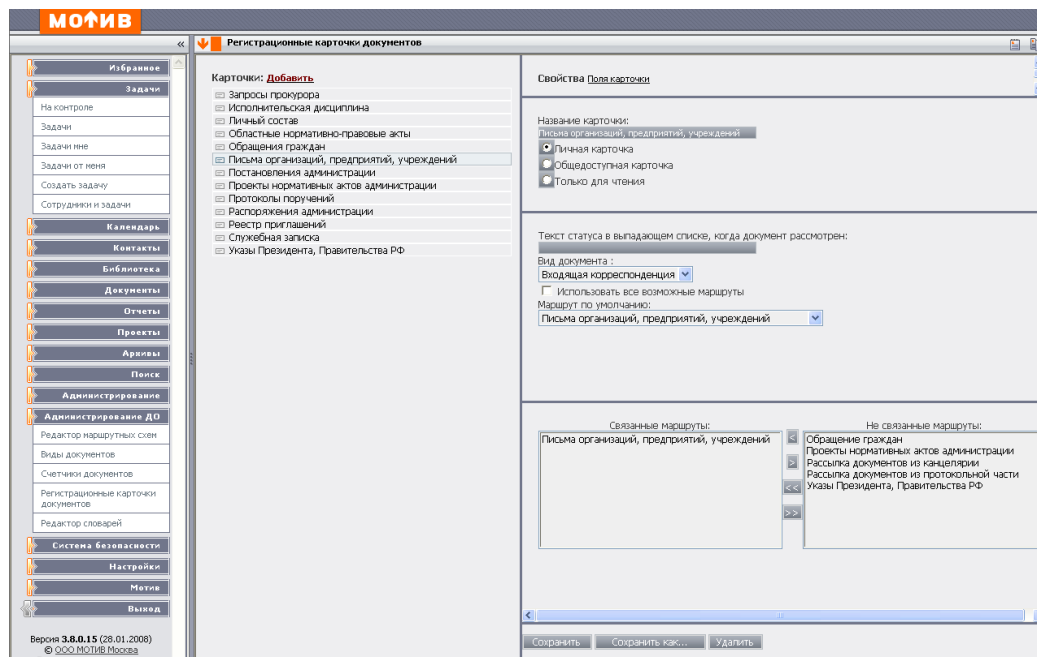 МОТИВ
«
Регистрационные карточки документов
Избранное
Задачи
На контроле
Задачи
Задачи мне
Задачи от меня
Создать задачу
Сотрудники и задачи
Календарь
Контакты
Библиотека
Документы
Отчеты
Проекты
Архивы
Поиск
Администрирование
Администрирование ДО
Редактор маршрутных схем
Виды документов
Счетчики документов
Регистрационные карточки
документов
Редактор словарей
Система безопасности
Настройки
Мотив
Выход
Версия 3.8.0.15 (28.01.2008)
© ООО МОТИВ Москва
Карточки: Добавить
Запросы прокурора
Исполнительская дисциплина
Личный состав
Областные нормативно-правовые акты
Обращения граждан
Письма организаций, предприятий, учреждений
Постановления администрации
Проекты нормативных актов администрации
Протоколы поручений
Распоряжения администрации
Реестр приглашений
Служебная записка
Указы Президента, Правительства РФ
Свойства Поля карточки
Название карточки:
Письма организаций, предприятий, учреждений
Личная карточка
Общедоступная карточка
Только для чтения
Текст статуса в выпадающем списке, когда документ рассмотрен:
Вид документа :
Входящая корреспонденция
Использовать все возможные маршруты
Маршрут по умолчанию:
Письма организаций, предприятий, учреждений
Связанные маршруты:
Письма организаций, предприятий, учреждений
<
>
<<
>>
Не связанные маршруты:
Обращение граждан
Проекты нормативных актов администрации
Рассылка документов из канцелярии
Рассылка документов из протокольной части
Указы Президента, Правительства РФ
Сохранить Сохранить как... Удалить